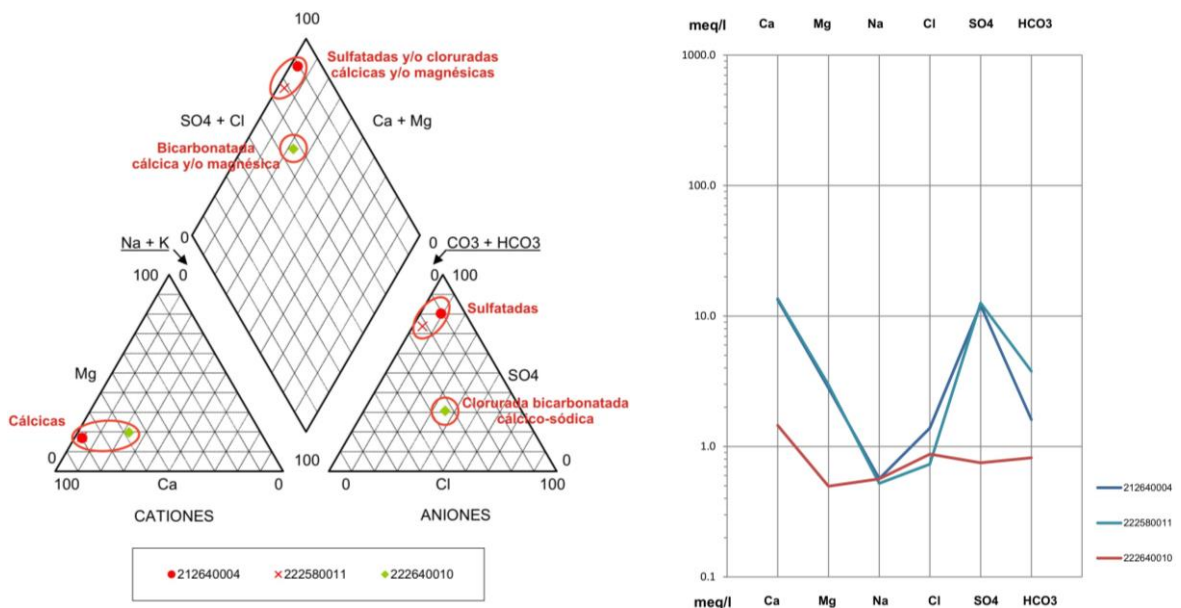 100
Sulfatadas y/o cloruradas
cálcicas y/o magnésicas
SO4 + Cl
Ca + Mg
Bicarbonatada
cálcica y/o magnésica
0
0
Na + K
CO3 + HCO3
100
0
0
100
Sulfatadas
Mg
SO4
Cálcicas
Clorurada bicarbonatada
cálcico-sódica
0
100
0
100
Ca
0
0
Cl
100
CATIONES
ANIONES
212640004
222580011
222640010
meq/l
Ca
Mg
Na
Cl
SO4
HCO3
1000.0
100.0
10.0
1.0
0.1
212640004
222580011
222640010
meq/l
Ca
Mg
Na
Cl
SO4
HCO3